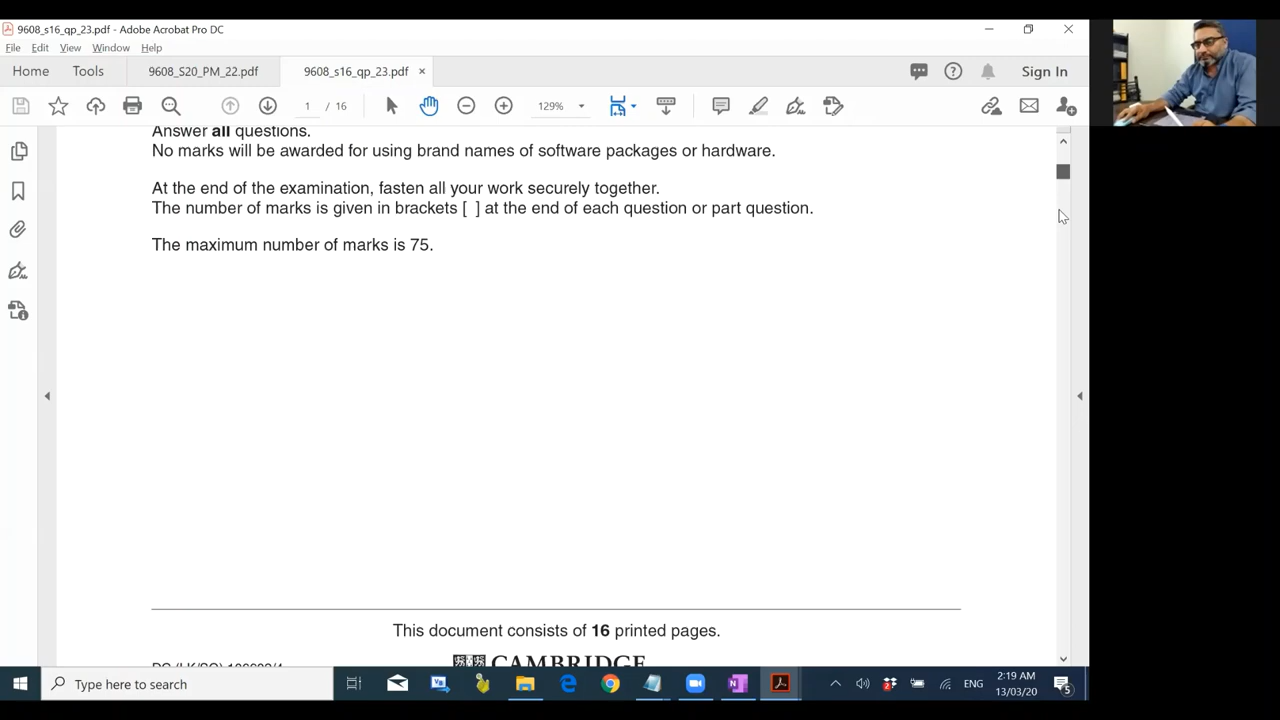 9608_s16_qp_23.pdf - Adobe Acrobat Pro DC
File Edit View Window Help
Home Tools 9608_S20_PM_22.pdf 9608_s16_qp_23.pdf × Sign In
1 / 16 129%
Answer all questions.
No marks will be awarded for using brand names of software packages or hardware.
At the end of the examination, fasten all your work securely together.
The number of marks is given in brackets [ ] at the end of each question or part question.
The maximum number of marks is 75.
This document consists of 16 printed pages.
CAMBRIDGE
Type here to search
ENG
2:19 AM
13/03/20
5